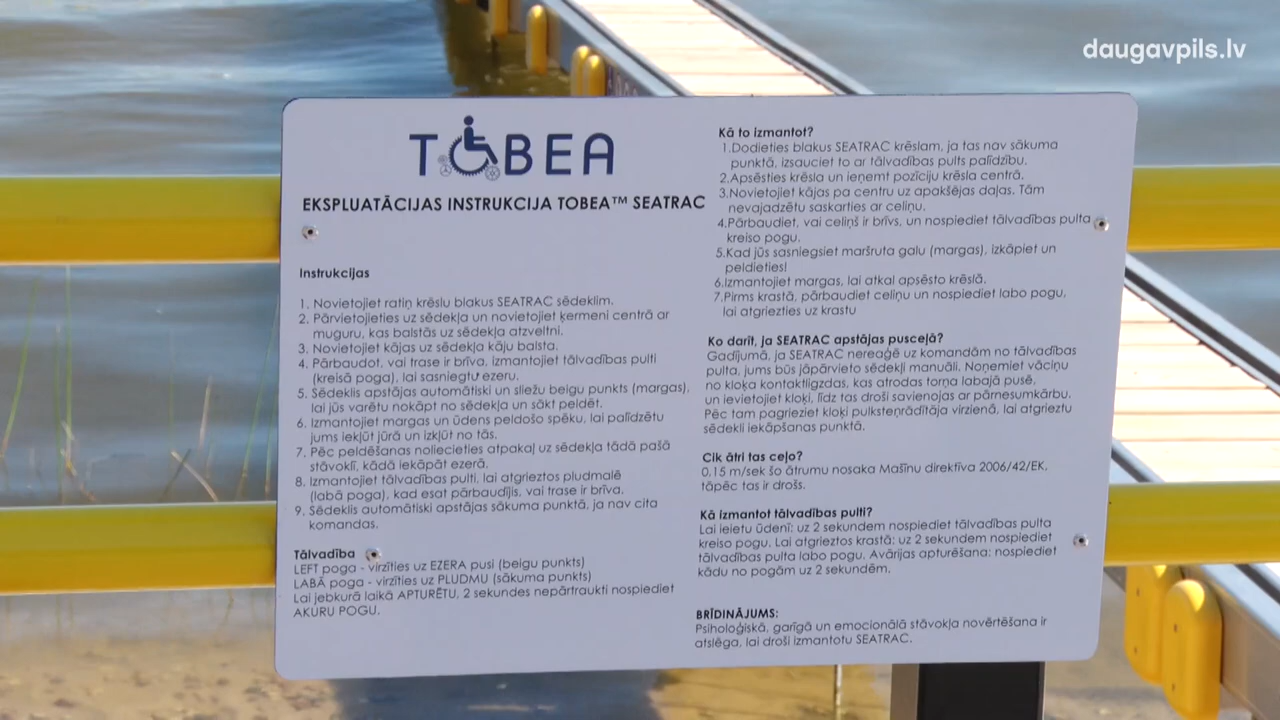 daugavpils.lv
TOBEA
EKSPLUATĀCIJAS INSTRUKCIJA TOBEA™ SEATRAC
Instrukcijas
1. Novietojiet ratiņ krēslu blakus SEATRAC sēdeklim.
2. Pārvietojieties uz sēdekļa un novietojiet ķermeni centrā ar
muguru, kas balstās uz sēdekļa atzveltni.
3. Novietojiet kājas uz sēdekļa kāju balsta.
4. Pārbaudot, vai trase ir brīva, izmantojiet tālvadības pulti
(kreisā poga), lai sasniegtu ezeru.
5. Sēdeklis apstājas automātiski un sliežu beigu punkts (margas),
lai jūs varētu nokāpt no sēdekļa un sākt peldēt.
6. Izmantojiet margas un ūdens peldošo spēku, lai palīdzētu
jums iekļūt jūrā un izkļūt no tās.
7. Pēc peldēšanas noliecieties atpakaļ uz sēdekļa tādā pašā
stāvoklī, kādā iekāpāt ezerā.
8. Izmantojiet tālvadības pulti, lai atgrieztos pludmalē
(labā poga), kad esat pārbaudījis, vai trase ir brīva.
9. Sēdeklis automātiski apstājas sākuma punktā, ja nav cita
komandas.
Tālvadība
LEFT poga - virzīties uz EZERA pusi (beigu punkts)
LABĀ poga - virzīties uz PLUDMU (sākuma punkts)
Lai jebkurā laikā APTURĒTU, 2 sekundes nepārtraukti nospiediet
AKURU POGU.
Kā to izmantot?
1.Dodieties blakus SEATRAC krēslam, ja tas nav sākuma
punktā, izsauciet to ar tālvadības pults palīdzību.
2.Apsēsties krēsla un ieņemt pozīciju krēsla centrā.
3.Novietojiet kājas pa centru uz apakšējas daļas. Tām
nevajadzētu saskarties ar celiņu.
4.Pārbaudiet, vai celiņš ir brīvs, un nospiediet tālvadības pulta
kreiso pogu.
5.Kad jūs sasniegsiet maršruta galu (margas), izkāpiet un
peldieties!
6.Izmantojiet margas, lai atkal apsēsto krēslā.
7.Pirms krastā, pārbaudiet celiņu un nospiediet labo pogu,
lai atgriezties uz krastu
Ko darīt, ja SEATRAC apstājas pusceļā?
Gadījumā, ja SEATRAC nereaģē uz komandām no tālvadības
pulta, jums būs jāpārvieto sēdekli manuāli. Noņemiet vāciņu
no kloķa kontaktligzdas, kas atrodas torņa labajā pusē,
un ievietojiet kloķi, līdz tas droši savienojas ar pārnesumkārbu.
Pēc tam pagrieziet kloķi pulksteņrādītāja virzienā, lai atgrieztu
sēdekli iekāpšanas punktā.
Cik ātri tas ceļo?
0,15 m/sek šo ātrumu nosaka Mašīnu direktīva 2006/42/EK,
tāpēc tas ir drošs.
Kā izmantot tālvadības pulti?
Lai ieietu ūdenī: uz 2 sekundem nospiediet tālvadības pulta
kreiso pogu. Lai atgrieztos krastā: uz 2 sekundem nospiediet
tālvadības pulta labo pogu. Avārijas apturēšana: nospiediet
kādu no pogām uz 2 sekundēm.
BRĪDINĀJUMS:
Psiholoģiskā, garīgā un emocionālā stāvokļa novērtēšana ir
atslēga, lai droši izmantotu SEATRAC.